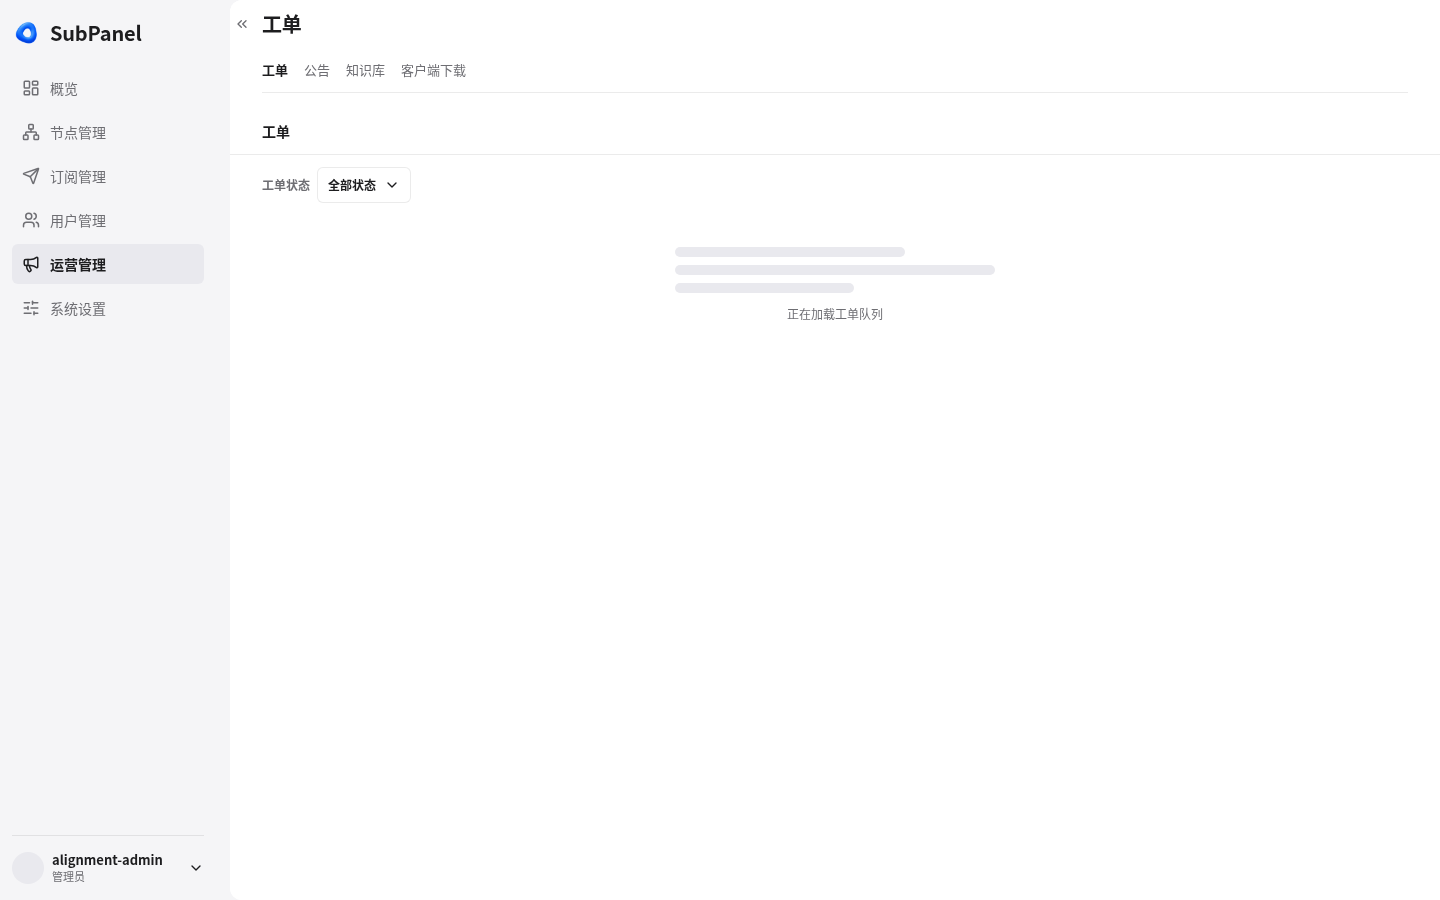 SubPanel
概览
节点管理
订阅管理
用户管理
运营管理
系统设置
alignment-admin
管理员
工单
工单 公告 知识库 客户端下载
工单
工单状态 全部状态
正在加载工单队列